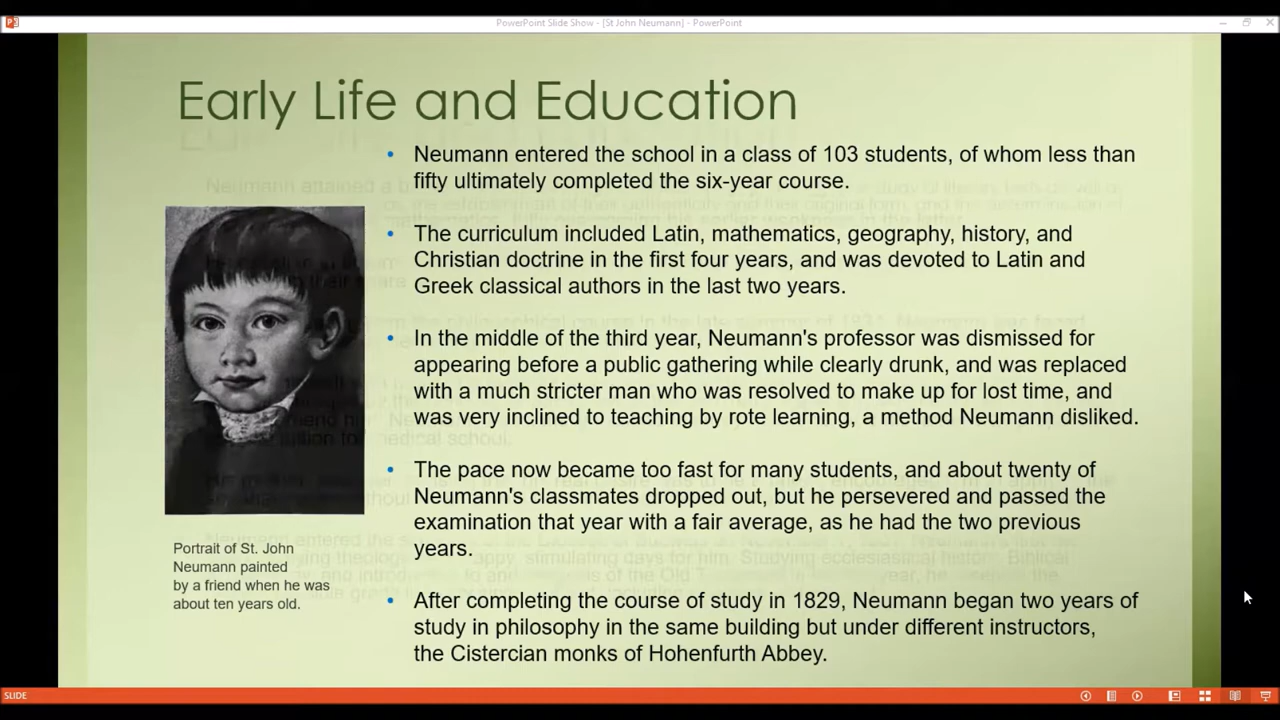 PowerPoint Slide Show - [St John Neumann] - PowerPoint
Early Life and Education
• Neumann entered the school in a class of 103 students, of whom less than
fifty ultimately completed the six-year course.
• The curriculum included Latin, mathematics, geography, history, and
Christian doctrine in the first four years, and was devoted to Latin and
Greek classical authors in the last two years.
• In the middle of the third year, Neumann's professor was dismissed for
appearing before a public gathering while clearly drunk, and was replaced
with a much stricter man who was resolved to make up for lost time, and
was very inclined to teaching by rote learning, a method Neumann disliked.
• The pace now became too fast for many students, and about twenty of
Neumann's classmates dropped out, but he persevered and passed the
examination that year with a fair average, as he had the two previous
years.
• After completing the course of study in 1829, Neumann began two years of
study in philosophy in the same building but under different instructors,
the Cistercian monks of Hohenfurth Abbey.
Portrait of St. John
Neumann painted
by a friend when he was
about ten years old.
SLIDE